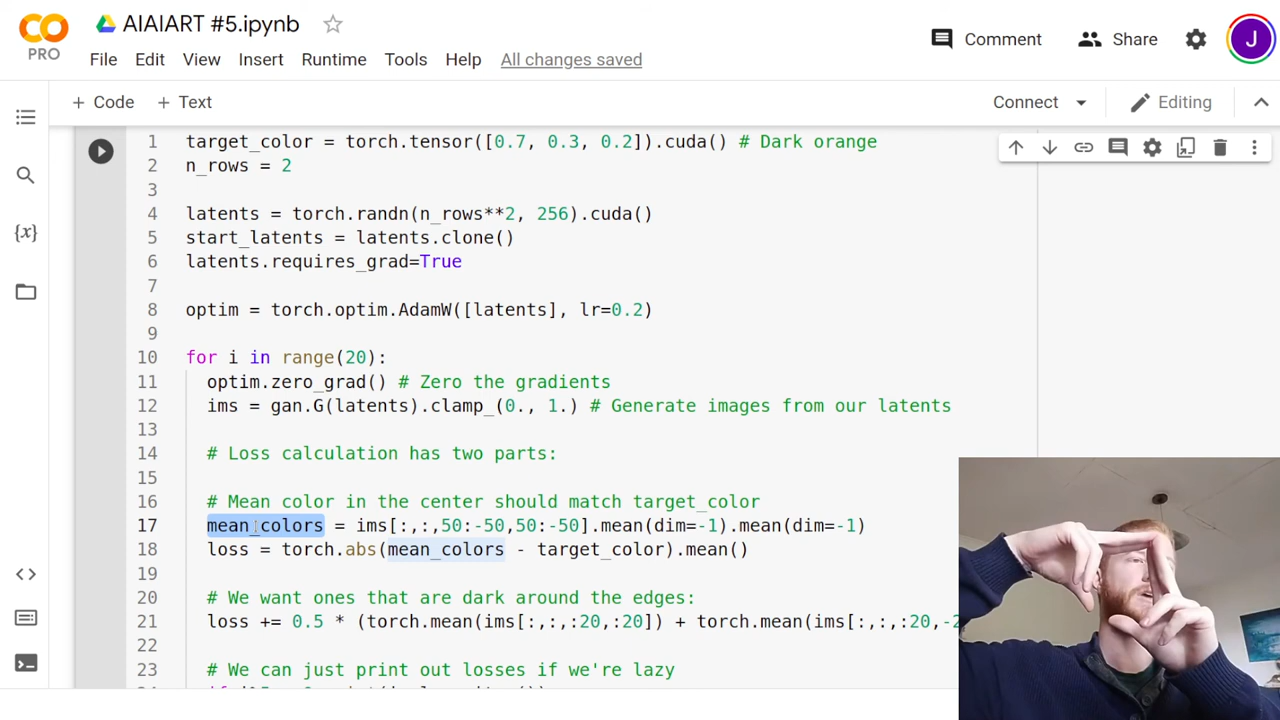 AIAIART #5.ipynb
PRO
File Edit View Insert Runtime Tools Help All changes saved
Comment Share J
+ Code + Text Connect Editing
1 target_color = torch.tensor([0.7, 0.3, 0.2]).cuda() # Dark orange
2 n_rows = 2
3
4 latents = torch.randn(n_rows**2, 256).cuda()
5 start_latents = latents.clone()
6 latents.requires_grad=True
7
8 optim = torch.optim.AdamW([latents], lr=0.2)
9
10 for i in range(20):
11 optim.zero_grad() # Zero the gradients
12 ims = gan.G(latents).clamp_(0., 1.) # Generate images from our latents
13
14 # Loss calculation has two parts:
15
16 # Mean color in the center should match target_color
17 mean_colors = ims[:,:,50:-50,50:-50].mean(dim=-1).mean(dim=-1)
18 loss = torch.abs(mean_colors - target_color).mean()
19
20 # We want ones that are dark around the edges:
21 loss += 0.5 * (torch.mean(ims[:,:,:20,:20]) + torch.mean(ims[:,:,:20,-2
22
23 # We can just print out losses if we're lazy